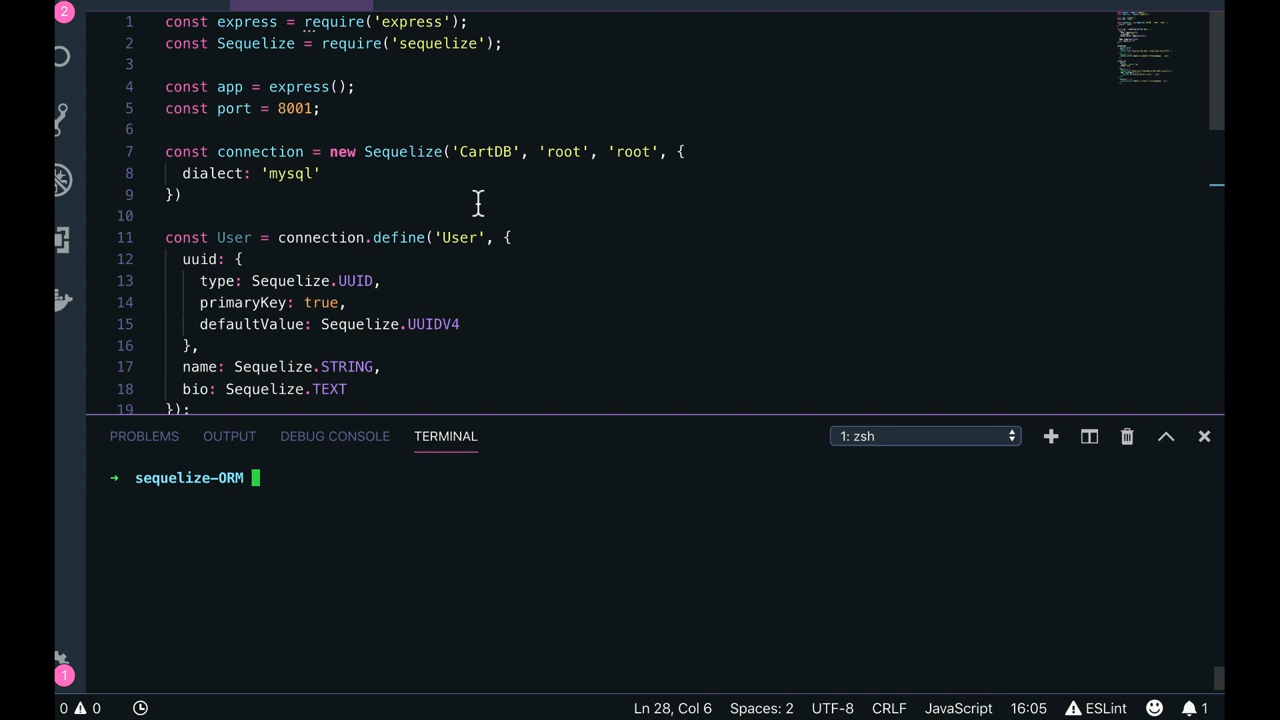 2
1 const express = require('express');
2 const Sequelize = require('sequelize');
3
4 const app = express();
5 const port = 8001;
6
7 const connection = new Sequelize('CartDB', 'root', 'root', {
8 dialect: 'mysql'
9 })
10
11 const User = connection.define('User', {
12 uuid: {
13 type: Sequelize.UUID,
14 primaryKey: true,
15 defaultValue: Sequelize.UUIDV4
16 },
17 name: Sequelize.STRING,
18 bio: Sequelize.TEXT
19 });
PROBLEMS OUTPUT DEBUG CONSOLE TERMINAL 1: zsh
→ sequelize-ORM
1
0 0 Ln 28, Col 6 Spaces: 2 UTF-8 CRLF JavaScript 16:05 ESLint 1